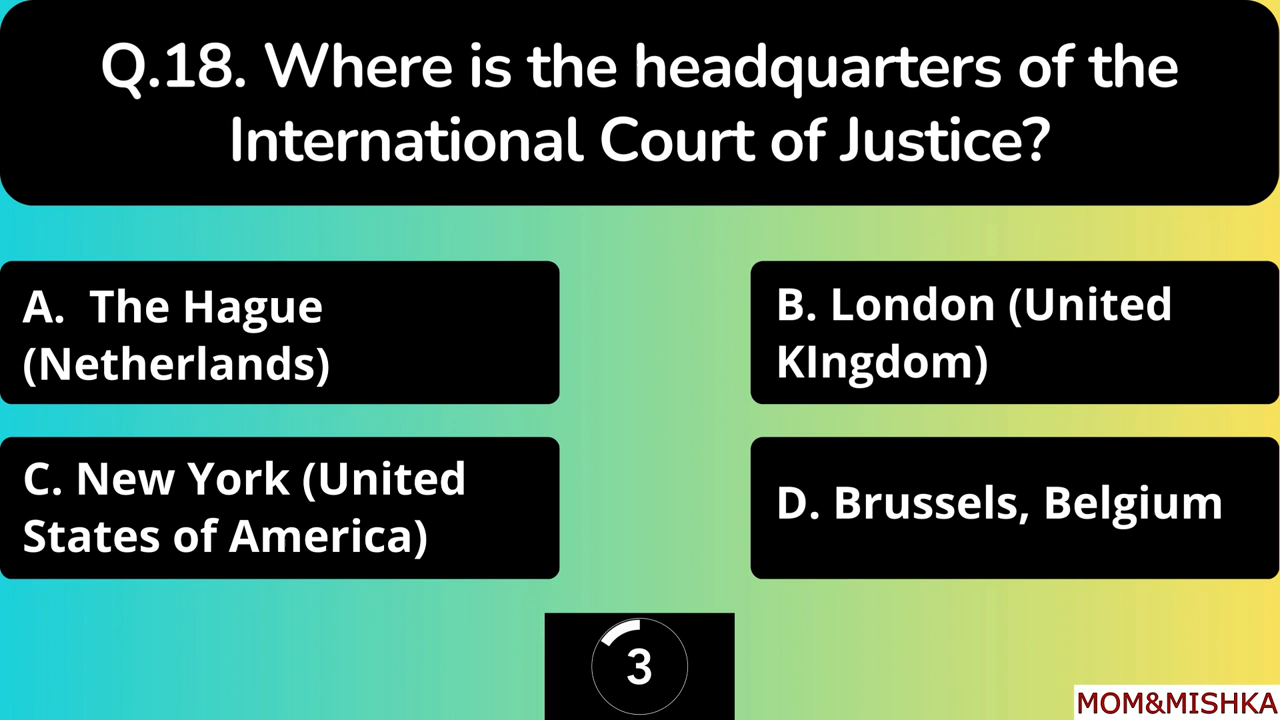 Q.18. Where is the headquarters of the
International Court of Justice?
A. The Hague
(Netherlands)
B. London (United
KIngdom)
C. New York (United
States of America)
D. Brussels, Belgium
3
MOM&MISHKA